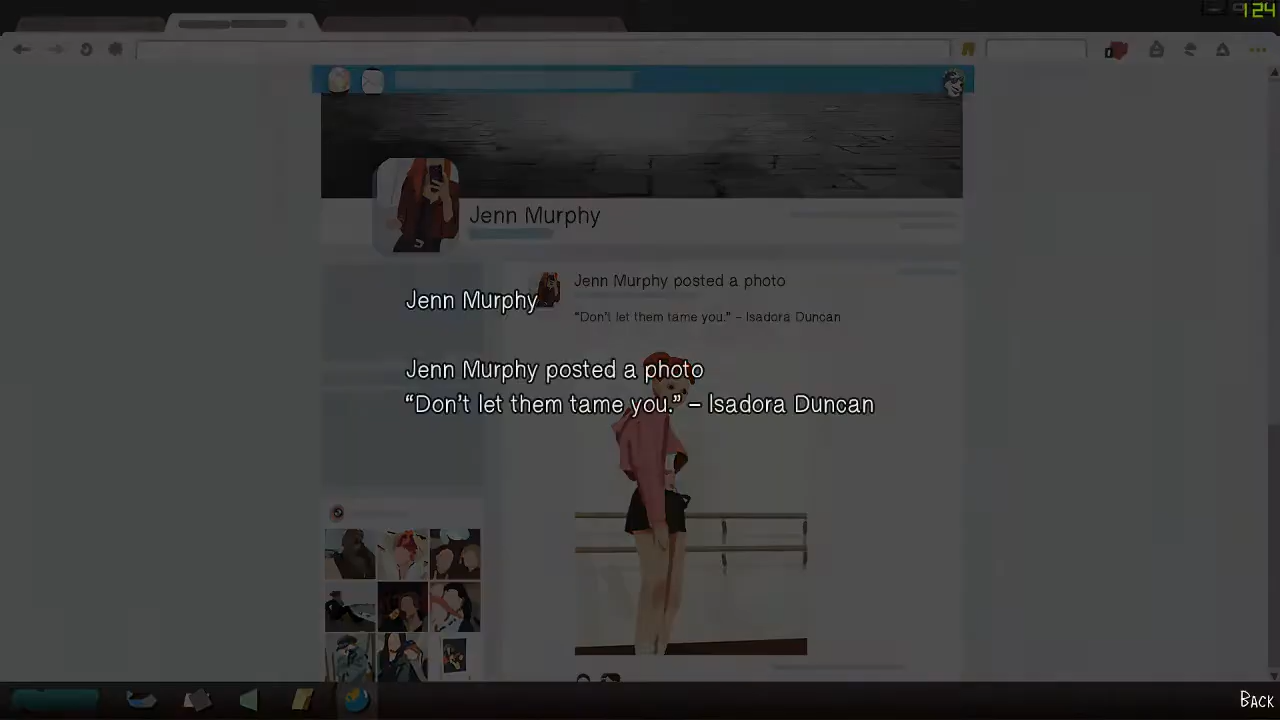 124
Jenn Murphy
Jenn Murphy posted a photo
“Don’t let them tame you.” – Isadora Duncan
Jenn Murphy
Jenn Murphy posted a photo
“Don’t let them tame you.” – Isadora Duncan
BACK